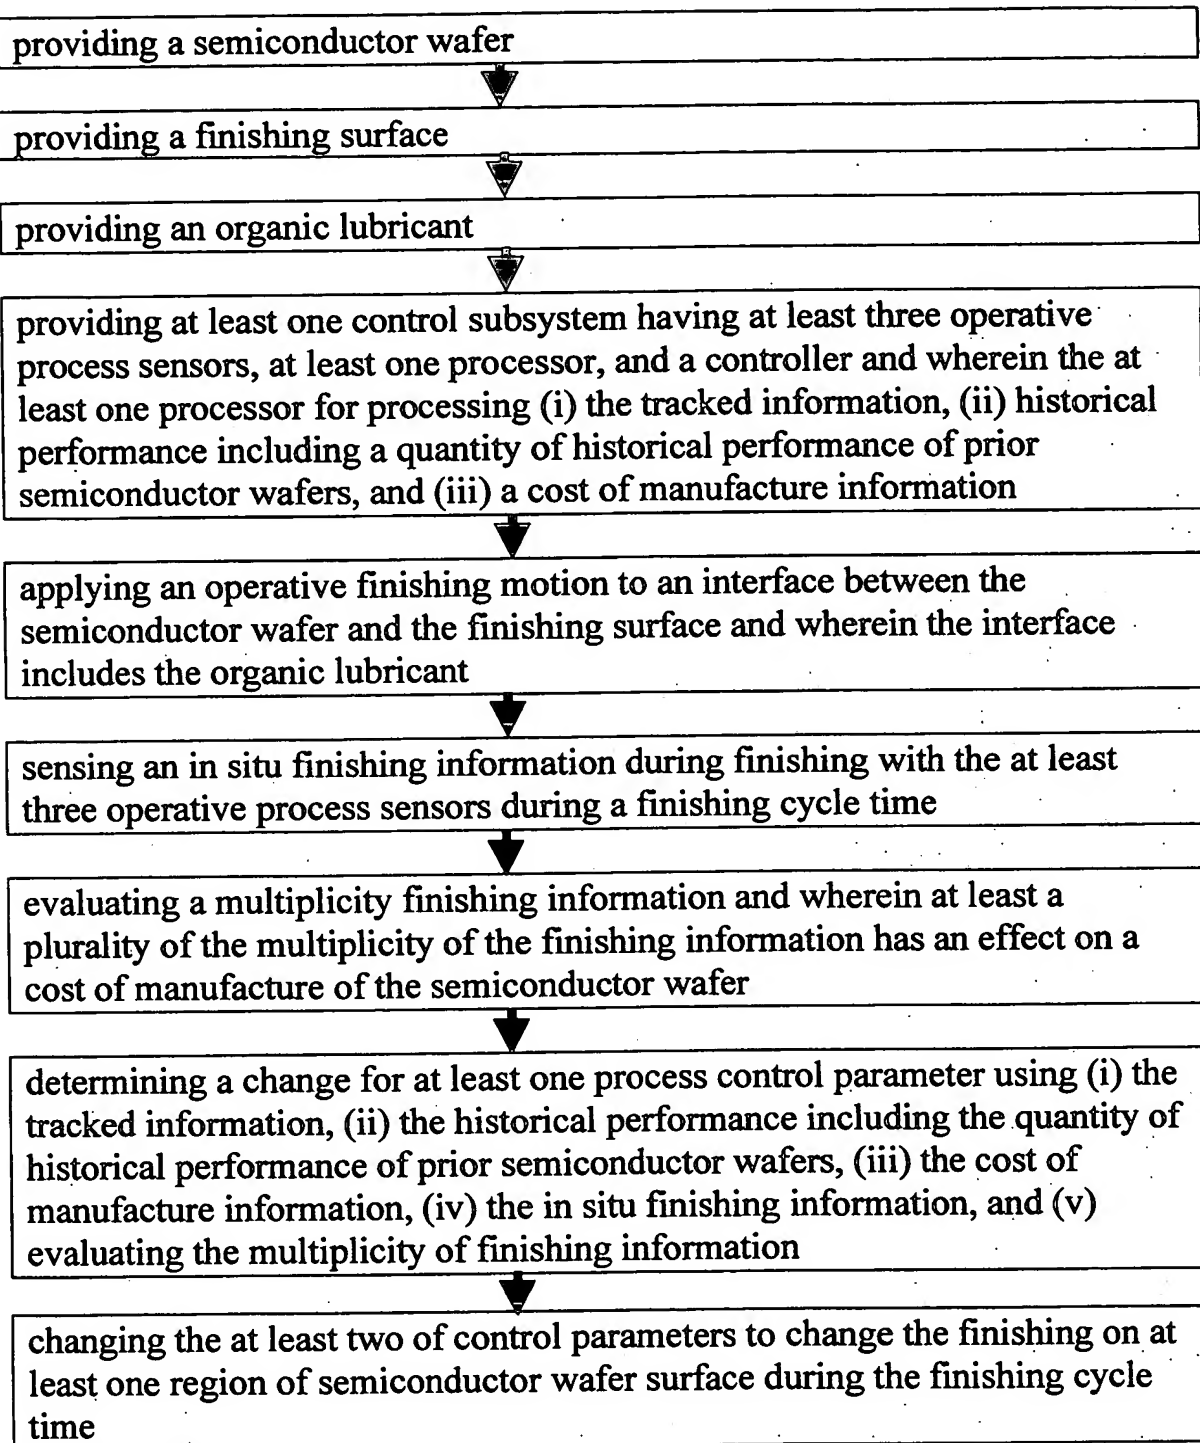 providing a semiconductor wafer
providing a finishing surface
providing an organic lubricant
providing at least one control subsystem having at least three operative
process sensors, at least one processor, and a controller and wherein the at
least one processor for processing (i) the tracked information, (ii) historical
performance including a quantity of historical performance of prior
semiconductor wafers, and (iii) a cost of manufacture information
applying an operative finishing motion to an interface between the
semiconductor wafer and the finishing surface and wherein the interface
includes the organic lubricant
sensing an in situ finishing information during finishing with the at least
three operative process sensors during a finishing cycle time
evaluating a multiplicity finishing information and wherein at least a
plurality of the multiplicity of the finishing information has an effect on a
cost of manufacture of the semiconductor wafer
determining a change for at least one process control parameter using (i) the
tracked information, (ii) the historical performance including the quantity of
historical performance of prior semiconductor wafers, (iii) the cost of
manufacture information, (iv) the in situ finishing information, and (v)
evaluating the multiplicity of finishing information
changing the at least two of control parameters to change the finishing on at
least one region of semiconductor wafer surface during the finishing cycle
time